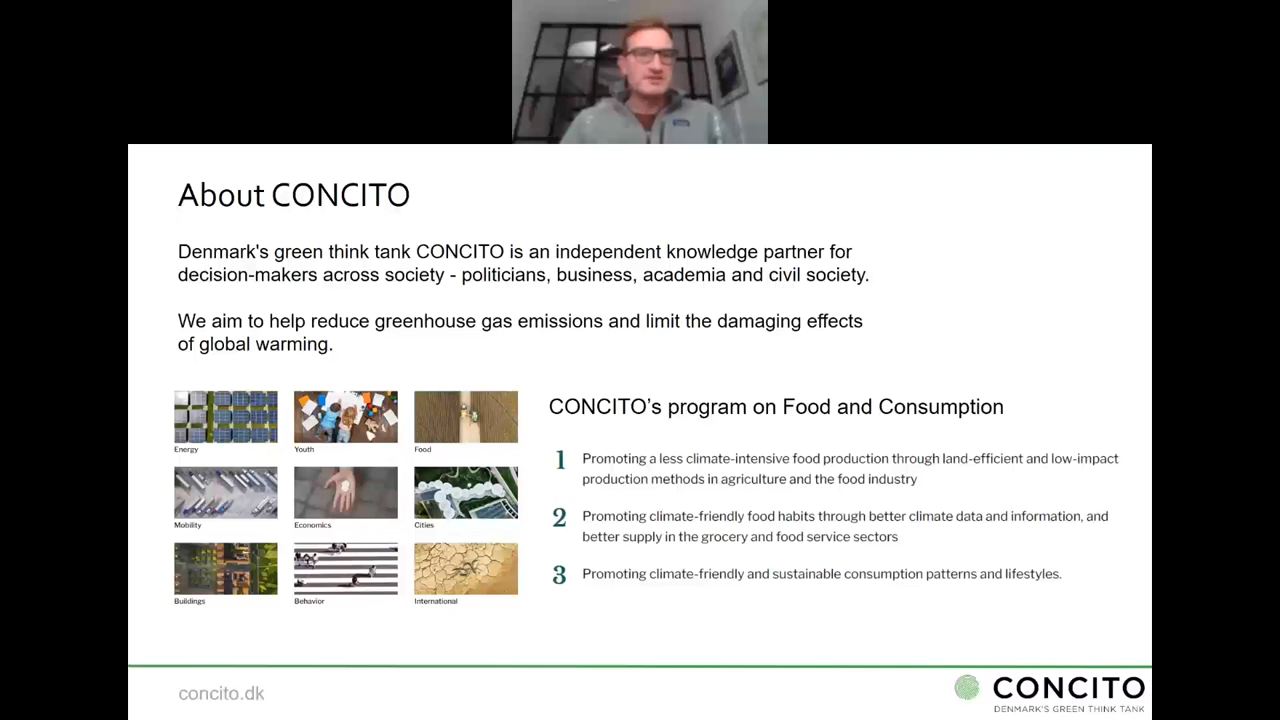 About CONCITO
Denmark's green think tank CONCITO is an independent knowledge partner for
decision-makers across society - politicians, business, academia and civil society.
We aim to help reduce greenhouse gas emissions and limit the damaging effects
of global warming.
Energy
Youth
Food
Mobility
Economics
Cities
Buildings
Behavior
International
CONCITO’s program on Food and Consumption
1 Promoting a less climate-intensive food production through land-efficient and low-impact
production methods in agriculture and the food industry
2 Promoting climate-friendly food habits through better climate data and information, and
better supply in the grocery and food service sectors
3 Promoting climate-friendly and sustainable consumption patterns and lifestyles.
concito.dk
CONCITO
DENMARK'S GREEN THINK TANK